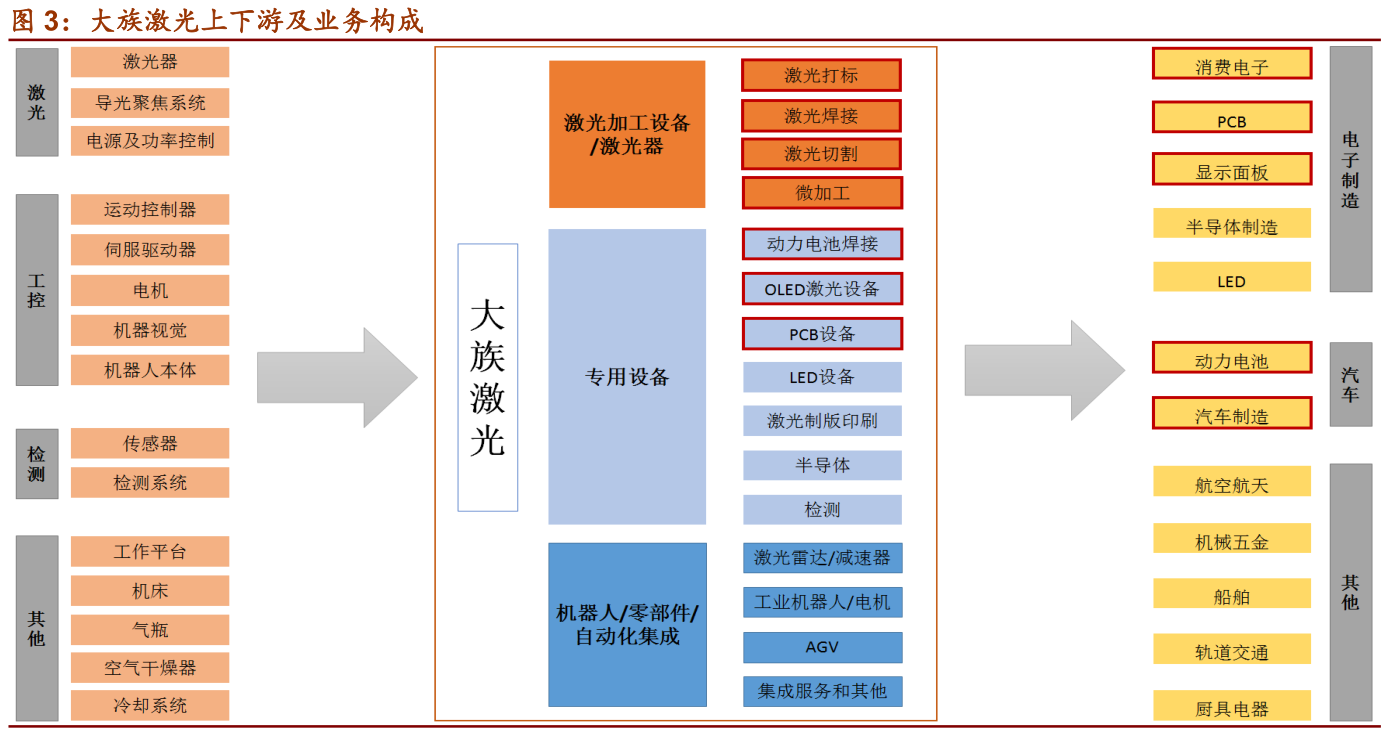 图 3：大族激光上下游及业务构成
激光
激光器
导光聚焦系统
电源及功率控制
工控
运动控制器
伺服驱动器
电机
机器视觉
机器人本体
检测
传感器
检测系统
其他
工作平台
机床
气瓶
空气干燥器
冷却系统
大族激光
激光加工设备
/激光器
激光打标
激光焊接
激光切割
微加工
专用设备
动力电池焊接
OLED激光设备
PCB设备
LED设备
激光制版印刷
半导体
检测
机器人/零部件/
自动化集成
激光雷达/减速器
工业机器人/电机
AGV
集成服务和其他
消费电子
PCB
显示面板
半导体制造
LED
电子制造
动力电池
汽车制造
汽车
航空航天
机械五金
船舶
轨道交通
厨具电器
其他